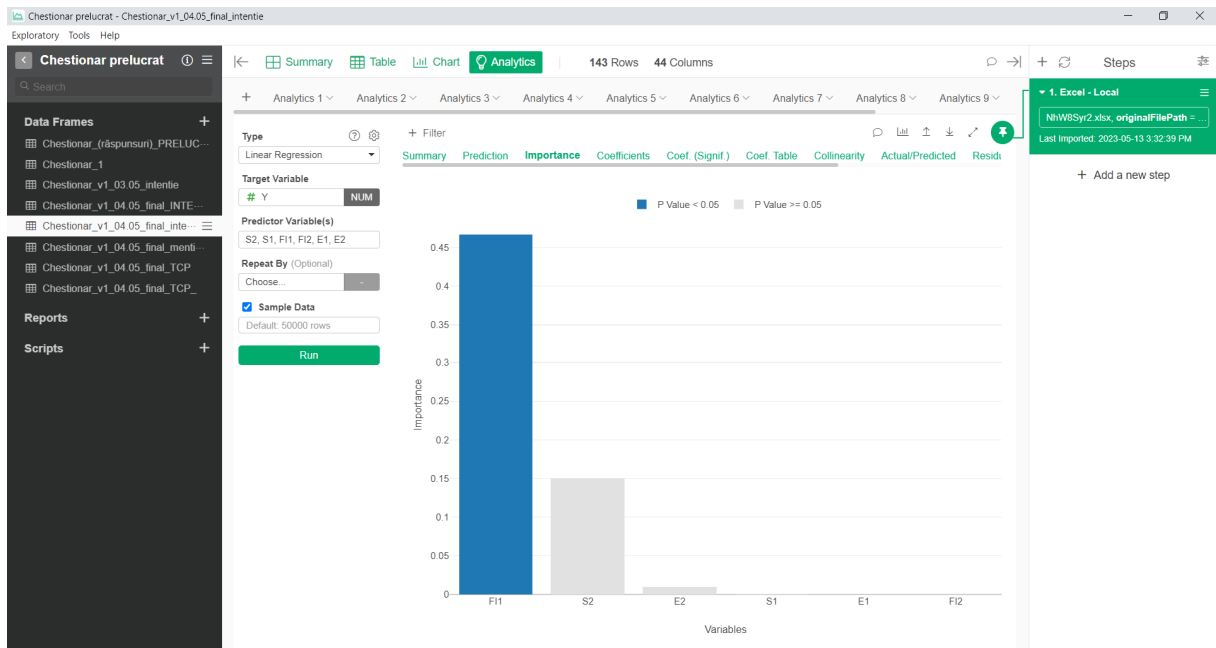 Chestionar prelucrat - Chestionar_v1_04.05_final_intentie
Exploratory Tools Help
Chestionar prelucrat
Search
Data Frames +
Chestionar_(răspunsuri)_PRELUC···
Chestionar_1
Chestionar_v1_03.05_intentie
Chestionar_v1_04.05_final_INTE···
Chestionar_v1_04.05_final_inte···
Chestionar_v1_04.05_final_menti···
Chestionar_v1_04.05_final_TCP
Chestionar_v1_04.05_final_TCP_
Reports +
Scripts +
Summary Table Chart Analytics 143 Rows 44 Columns
+ Analytics 1 Analytics 2 Analytics 3 Analytics 4 Analytics 5 Analytics 6 Analytics 7 Analytics 8 Analytics 9
Type
Linear Regression
Target Variable
# Y NUM
Predictor Variable(s)
S2, S1, FI1, FI2, E1, E2
Repeat By (Optional)
Choose... -
Sample Data
Default: 50000 rows
Run
+ Filter
Summary Prediction Importance Coefficients Coef. (Signif.) Coef. Table Collinearity Actual/Predicted Residu
P Value < 0.05 P Value >= 0.05
Importance
0.45
0.4
0.35
0.3
0.25
0.2
0.15
0.1
0.05
0
FI1 S2 E2 S1 E1 FI2
Variables
+ Steps
1. Excel - Local
NhW8Syr2.xlsx, originalFilePath = ...
Last Imported: 2023-05-13 3:32:39 PM
+ Add a new step